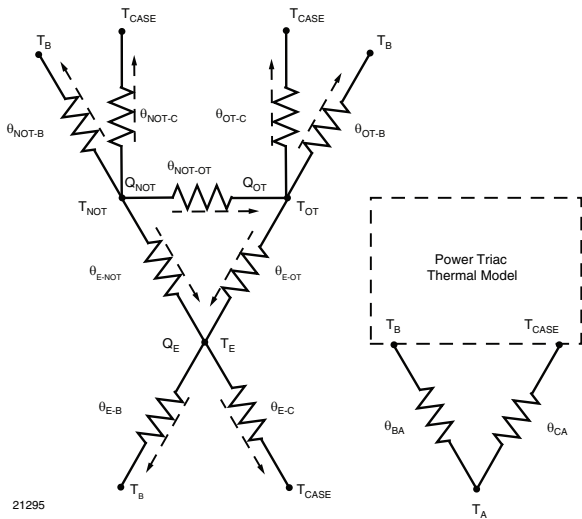 T_CASE
T_CASE
T_B
T_B
θ_NOT-B
θ_NOT-C
θ_OT-C
θ_OT-B
θ_NOT-OT
Q_NOT
Q_OT
T_NOT
T_OT
θ_E-NOT
θ_E-OT
Q_E
T_E
θ_E-B
θ_E-C
T_B
T_CASE
Power Triac
Thermal Model
T_B
T_CASE
θ_BA
θ_CA
T_A
21295